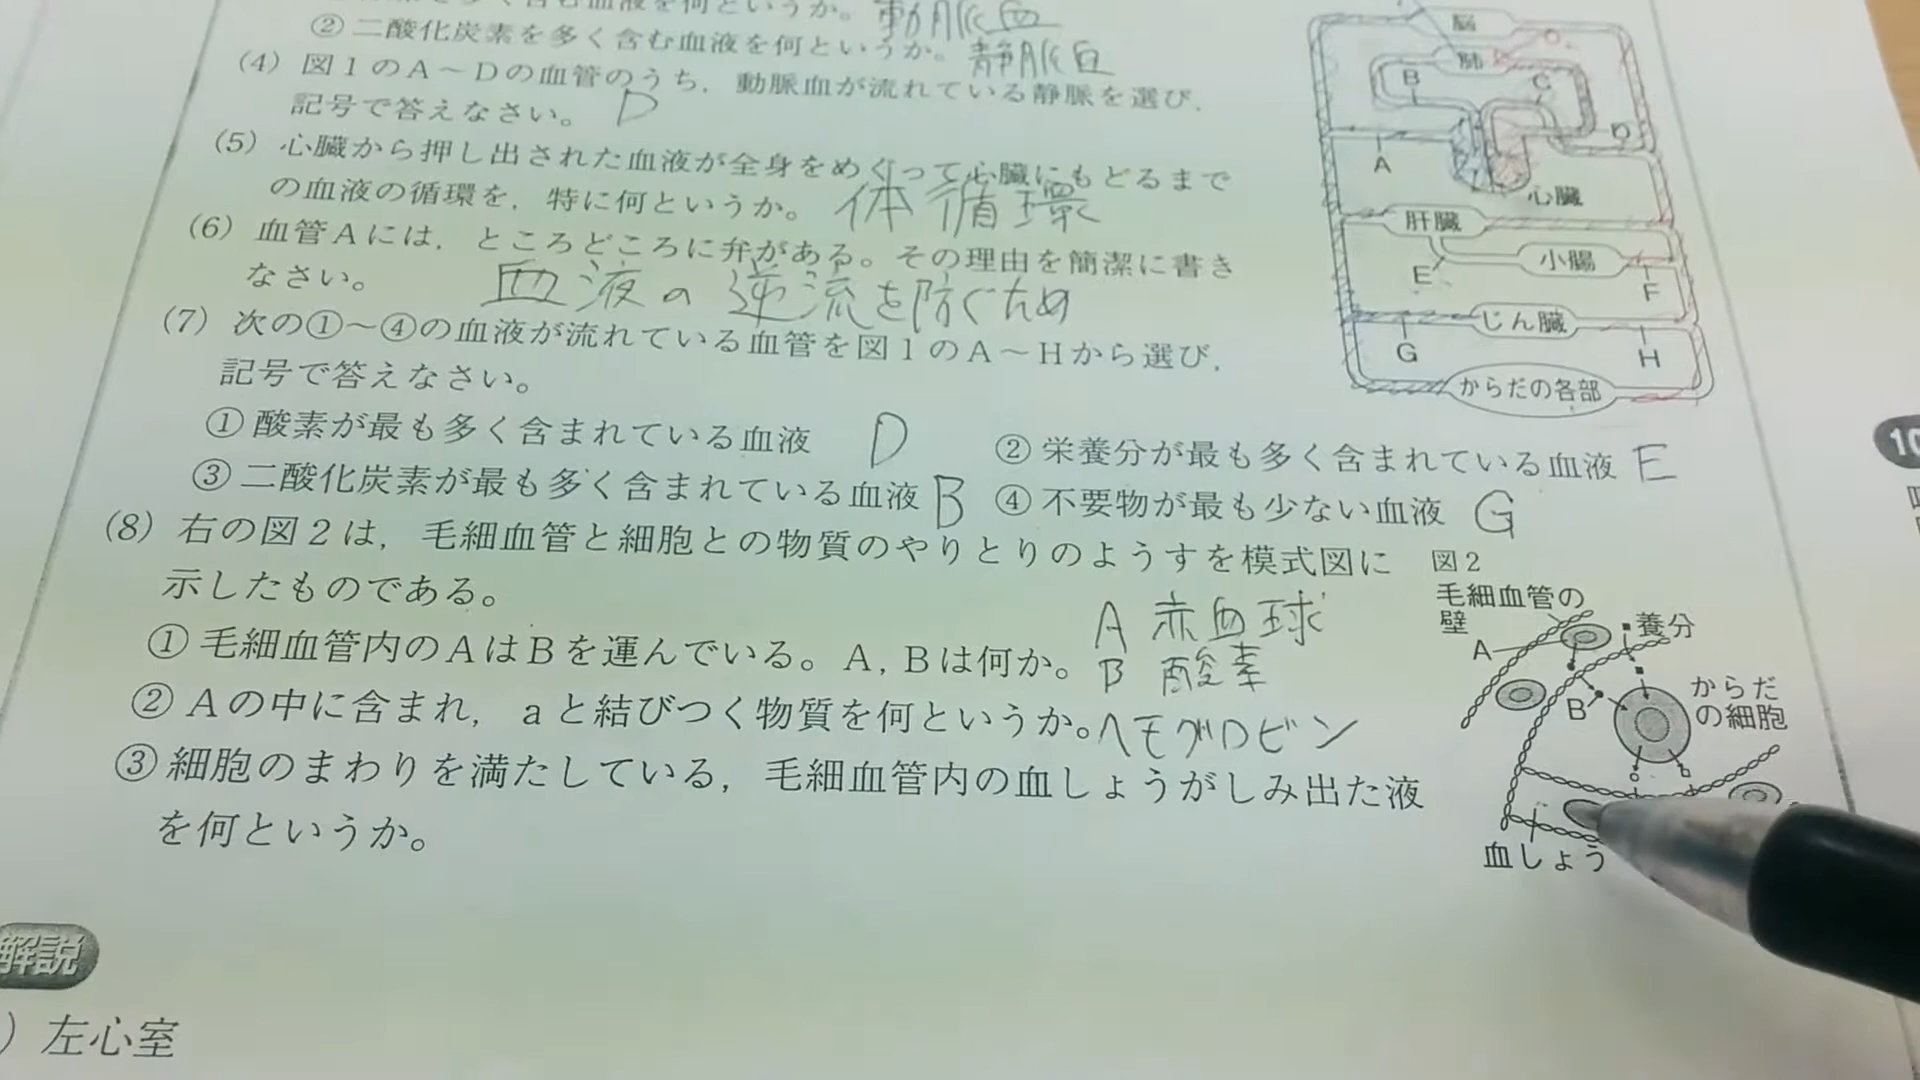 を何というか。 動脈血
② 二酸化炭素を多く含む血液を何というか。 静脈血
(4) 図1のA～Dの血管のうち，動脈血が流れている静脈を選び，
記号で答えなさい。 D
(5) 心臓から押し出された血液が全身をめぐって心臓にもどるまで
の血液の循環を，特に何というか。 体循環
(6) 血管Aには，ところどころに弁がある。その理由を簡潔に書き
なさい。 血液の逆流を防ぐため
(7) 次の①～④の血液が流れている血管を図1のA～Hから選び，
記号で答えなさい。
① 酸素が最も多く含まれている血液 D
② 栄養分が最も多く含まれている血液 E
③ 二酸化炭素が最も多く含まれている血液 B
④ 不要物が最も少ない血液 G
(8) 右の図2は，毛細血管と細胞との物質のやりとりのようすを模式図に
示したものである。
① 毛細血管内のAはBを運んでいる。A，Bは何か。 A 赤血球
B 酸素
② Aの中に含まれ，aと結びつく物質を何というか。 ヘモグロビン
③ 細胞のまわりを満たしている，毛細血管内の血しょうがしみ出た液
を何というか。
脳
肺
B
C
D
A
心臓
肝臓
小腸
E
F
じん臓
G
H
からだの各部
図2
毛細血管の
壁
養分
A
からだ
の細胞
B
血しょう
解説
) 左心室
10